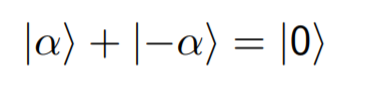 |α⟩ + |−α⟩ = |0⟩